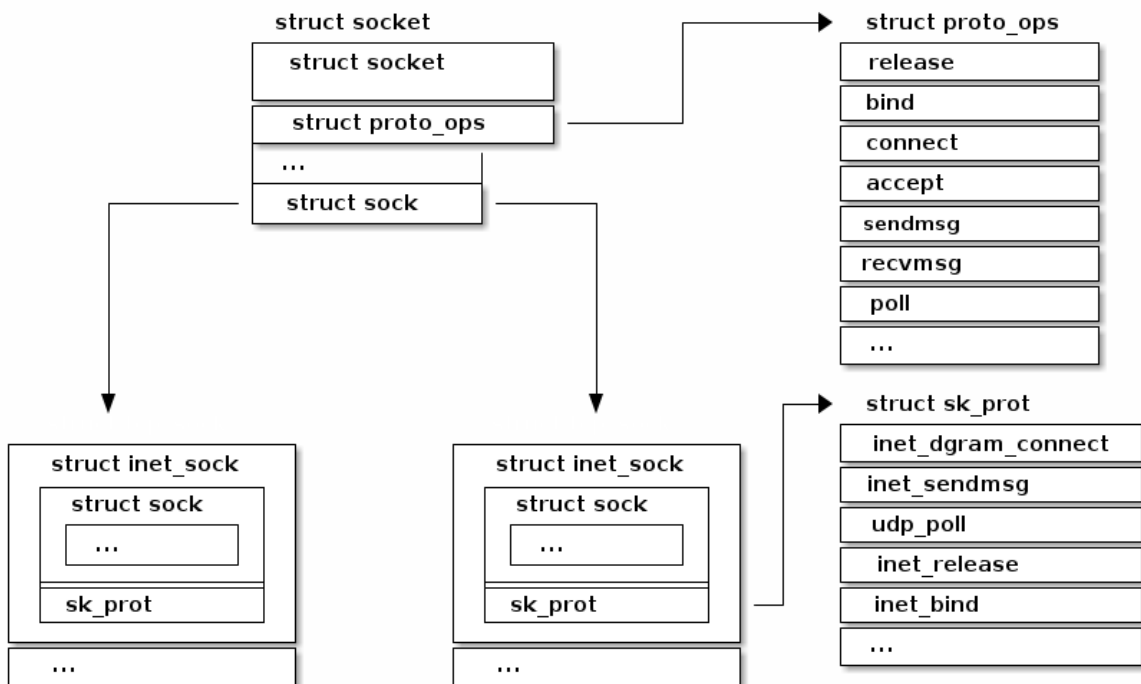 struct socket
struct socket
struct proto_ops
...
struct sock
struct proto_ops
release
bind
connect
accept
sendmsg
recvmsg
poll
...
struct inet_sock
struct sock
...
sk_prot
...
struct inet_sock
struct sock
...
sk_prot
...
struct sk_prot
inet_dgram_connect
inet_sendmsg
udp_poll
inet_release
inet_bind
...